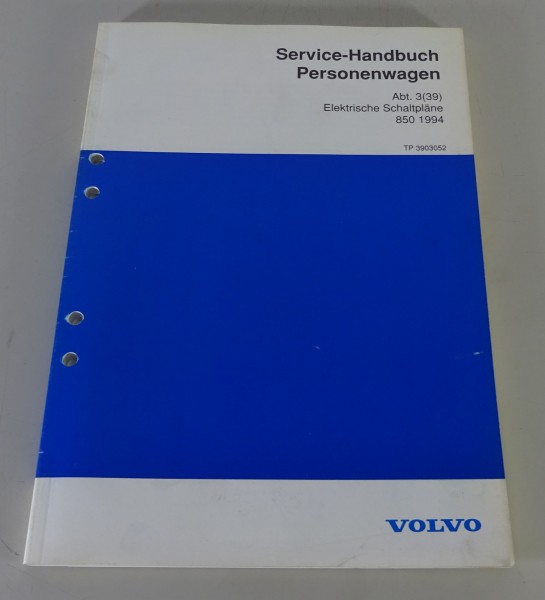 Service-Handbuch
Personenwagen
Abt. 3(39)
Elektrische Schaltpläne
850 1994
TP 3903052
VOLVO